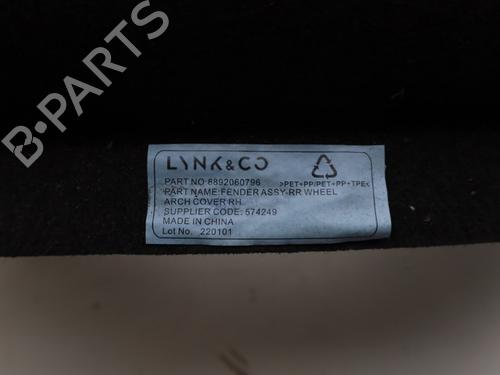 B-PARTS
LYNK&CO
PART NO:8892060796 >PET+PP/PET+PP+TPE<
PART NAME:FENDER ASSY-RR WHEEL
ARCH COVER RH
SUPPLIER CODE: 574249
MADE IN CHINA
Lot No. 220101